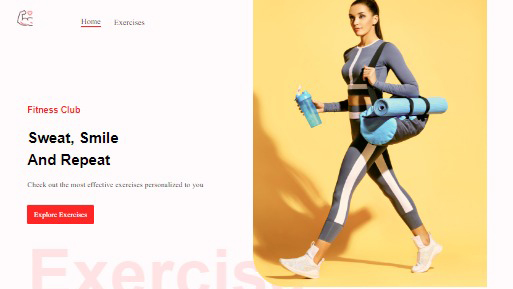 Home Exercises
Fitness Club
Sweat, Smile
And Repeat
Check out the most effective exercises personalized to you
Explore Exercises
Exercis